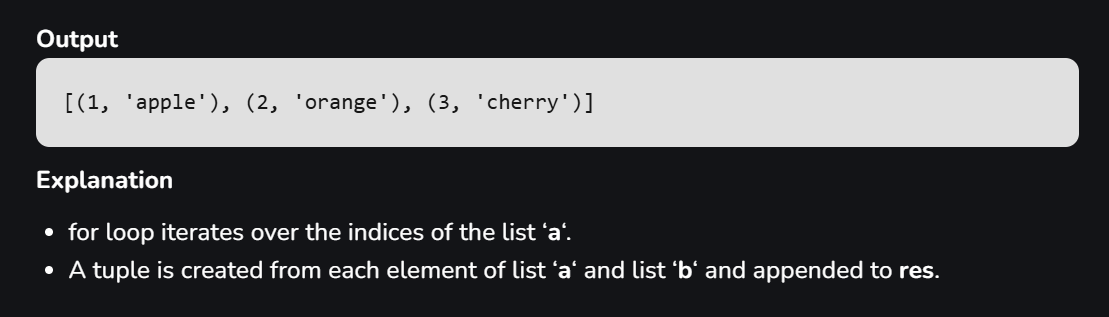 Output
[(1, 'apple'), (2, 'orange'), (3, 'cherry')]
Explanation
• for loop iterates over the indices of the list ‘a‘.
• A tuple is created from each element of list ‘a‘ and list ‘b‘ and appended to res.